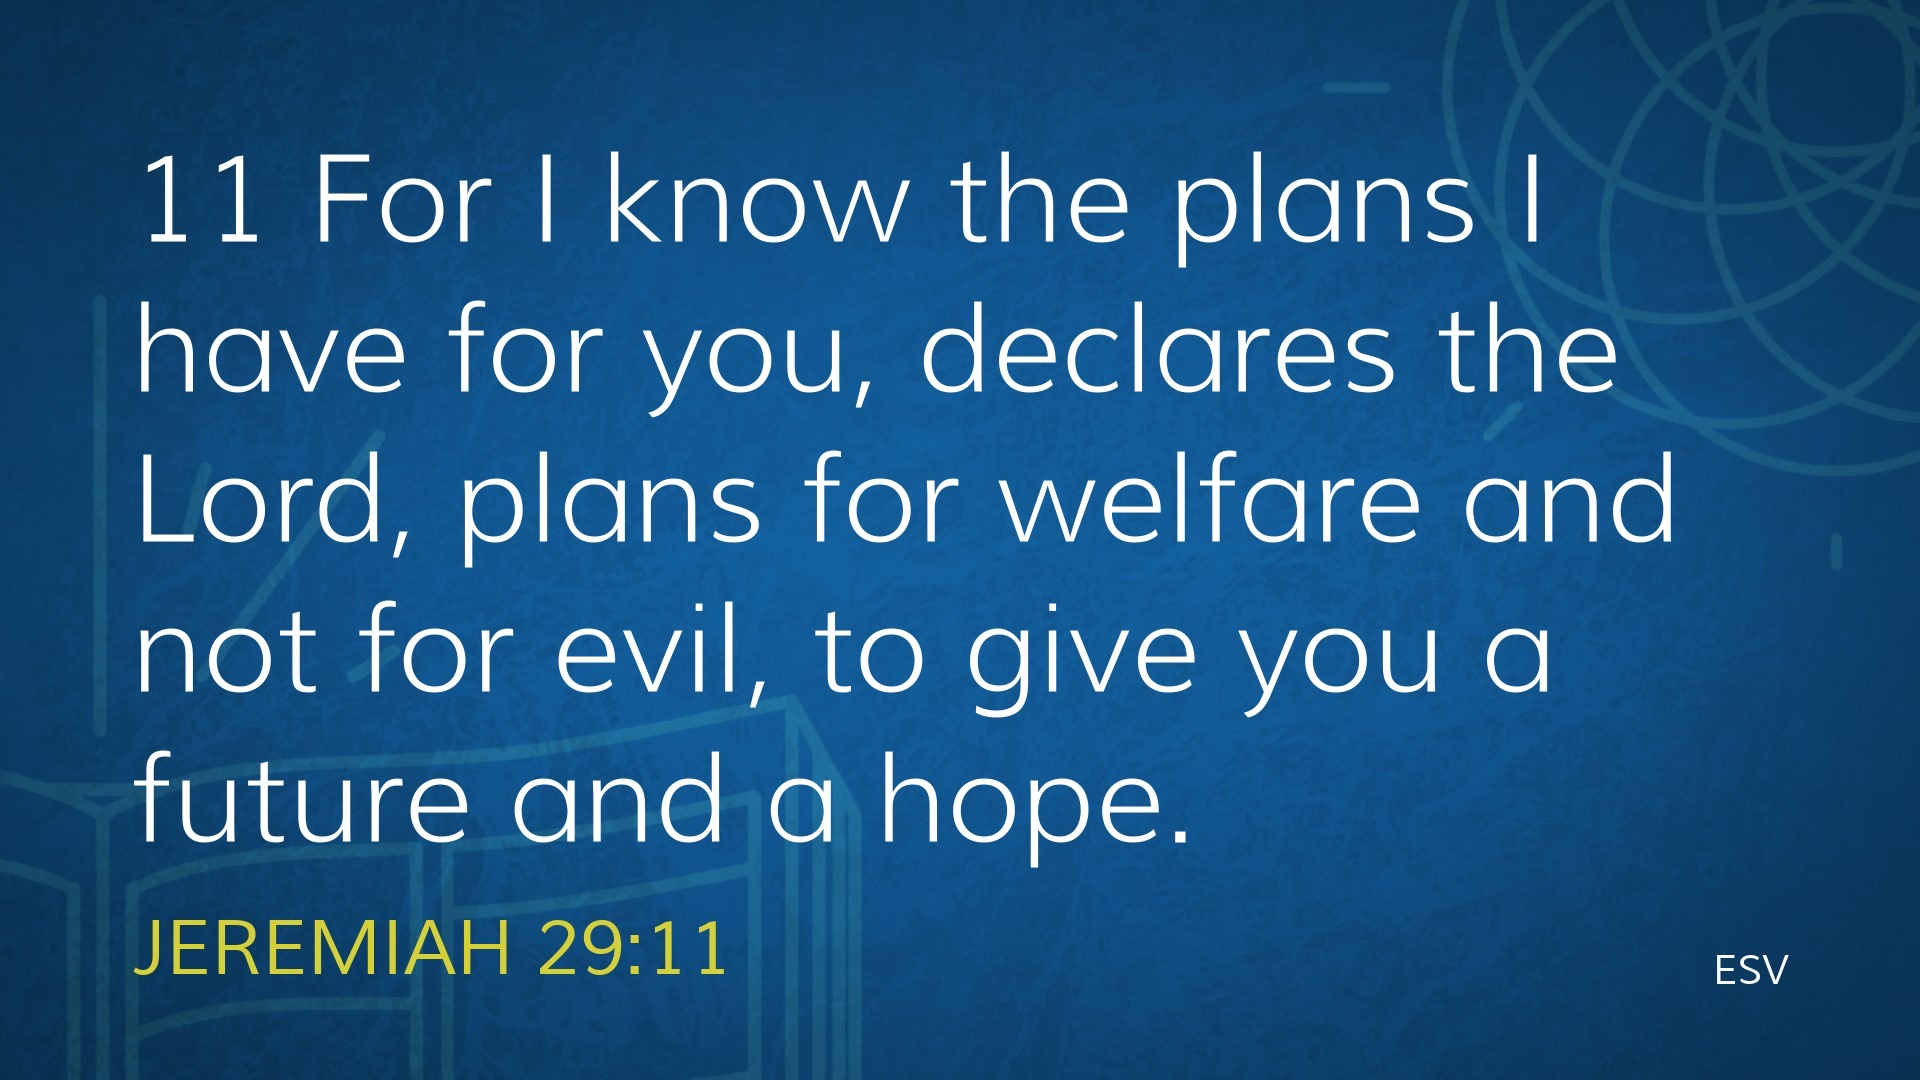 11 For I know the plans I
have for you, declares the
Lord, plans for welfare and
not for evil, to give you a
future and a hope.
JEREMIAH 29:11
ESV